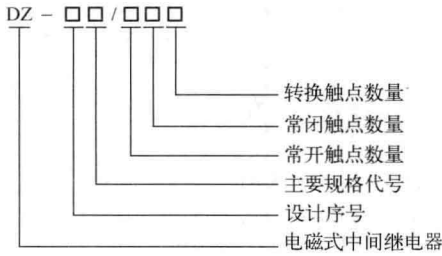 DZ-□□/□□□
转换触点数量
常闭触点数量
常开触点数量
主要规格代号
设计序号
电磁式中间继电器